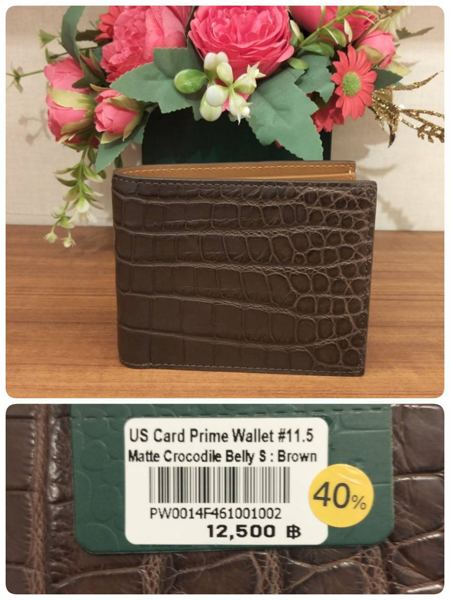 US Card Prime Wallet #11.5
Matte Crocodile Belly S : Brown
PW0014F461001002
12,500 ฿
40%